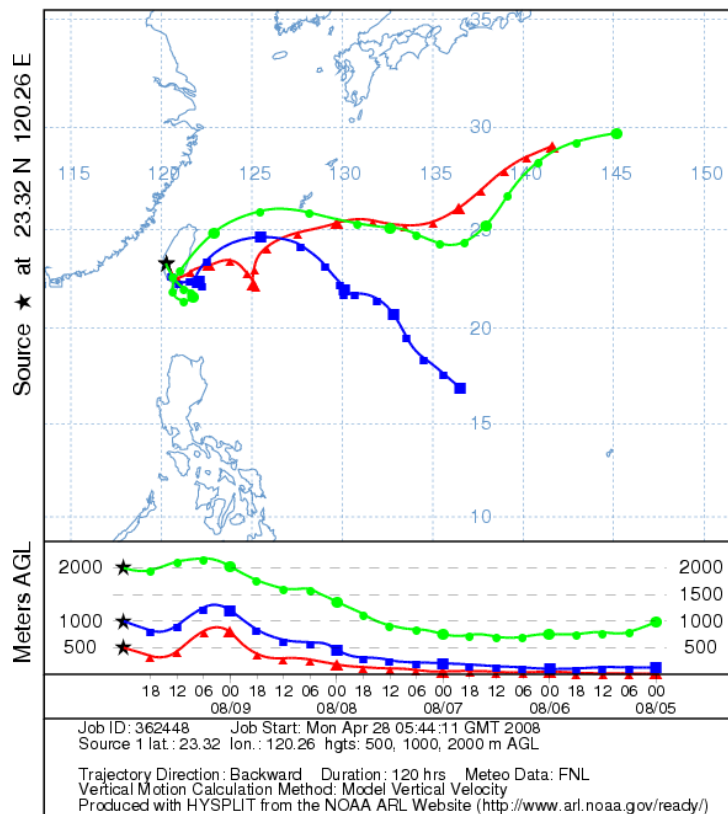 35
30
115 120 125 130 135 140 145 150
25
20
15
10
Source ★ at 23.32 N 120.26 E
Meters AGL
2000 2000
1500
1000 1000
500 500
18 12 06 00 18 12 06 00 18 12 06 00 18 12 06 00 18 12 06 00
08/09 08/08 08/07 08/06 08/05
Job ID: 362448 Job Start: Mon Apr 28 05:44:11 GMT 2008
Source 1 lat.: 23.32 lon.: 120.26 hgts: 500, 1000, 2000 m AGL
Trajectory Direction: Backward Duration: 120 hrs Meteo Data: FNL
Vertical Motion Calculation Method: Model Vertical Velocity
Produced with HYSPLIT from the NOAA ARL Website (http://www.arl.noaa.gov/ready/)